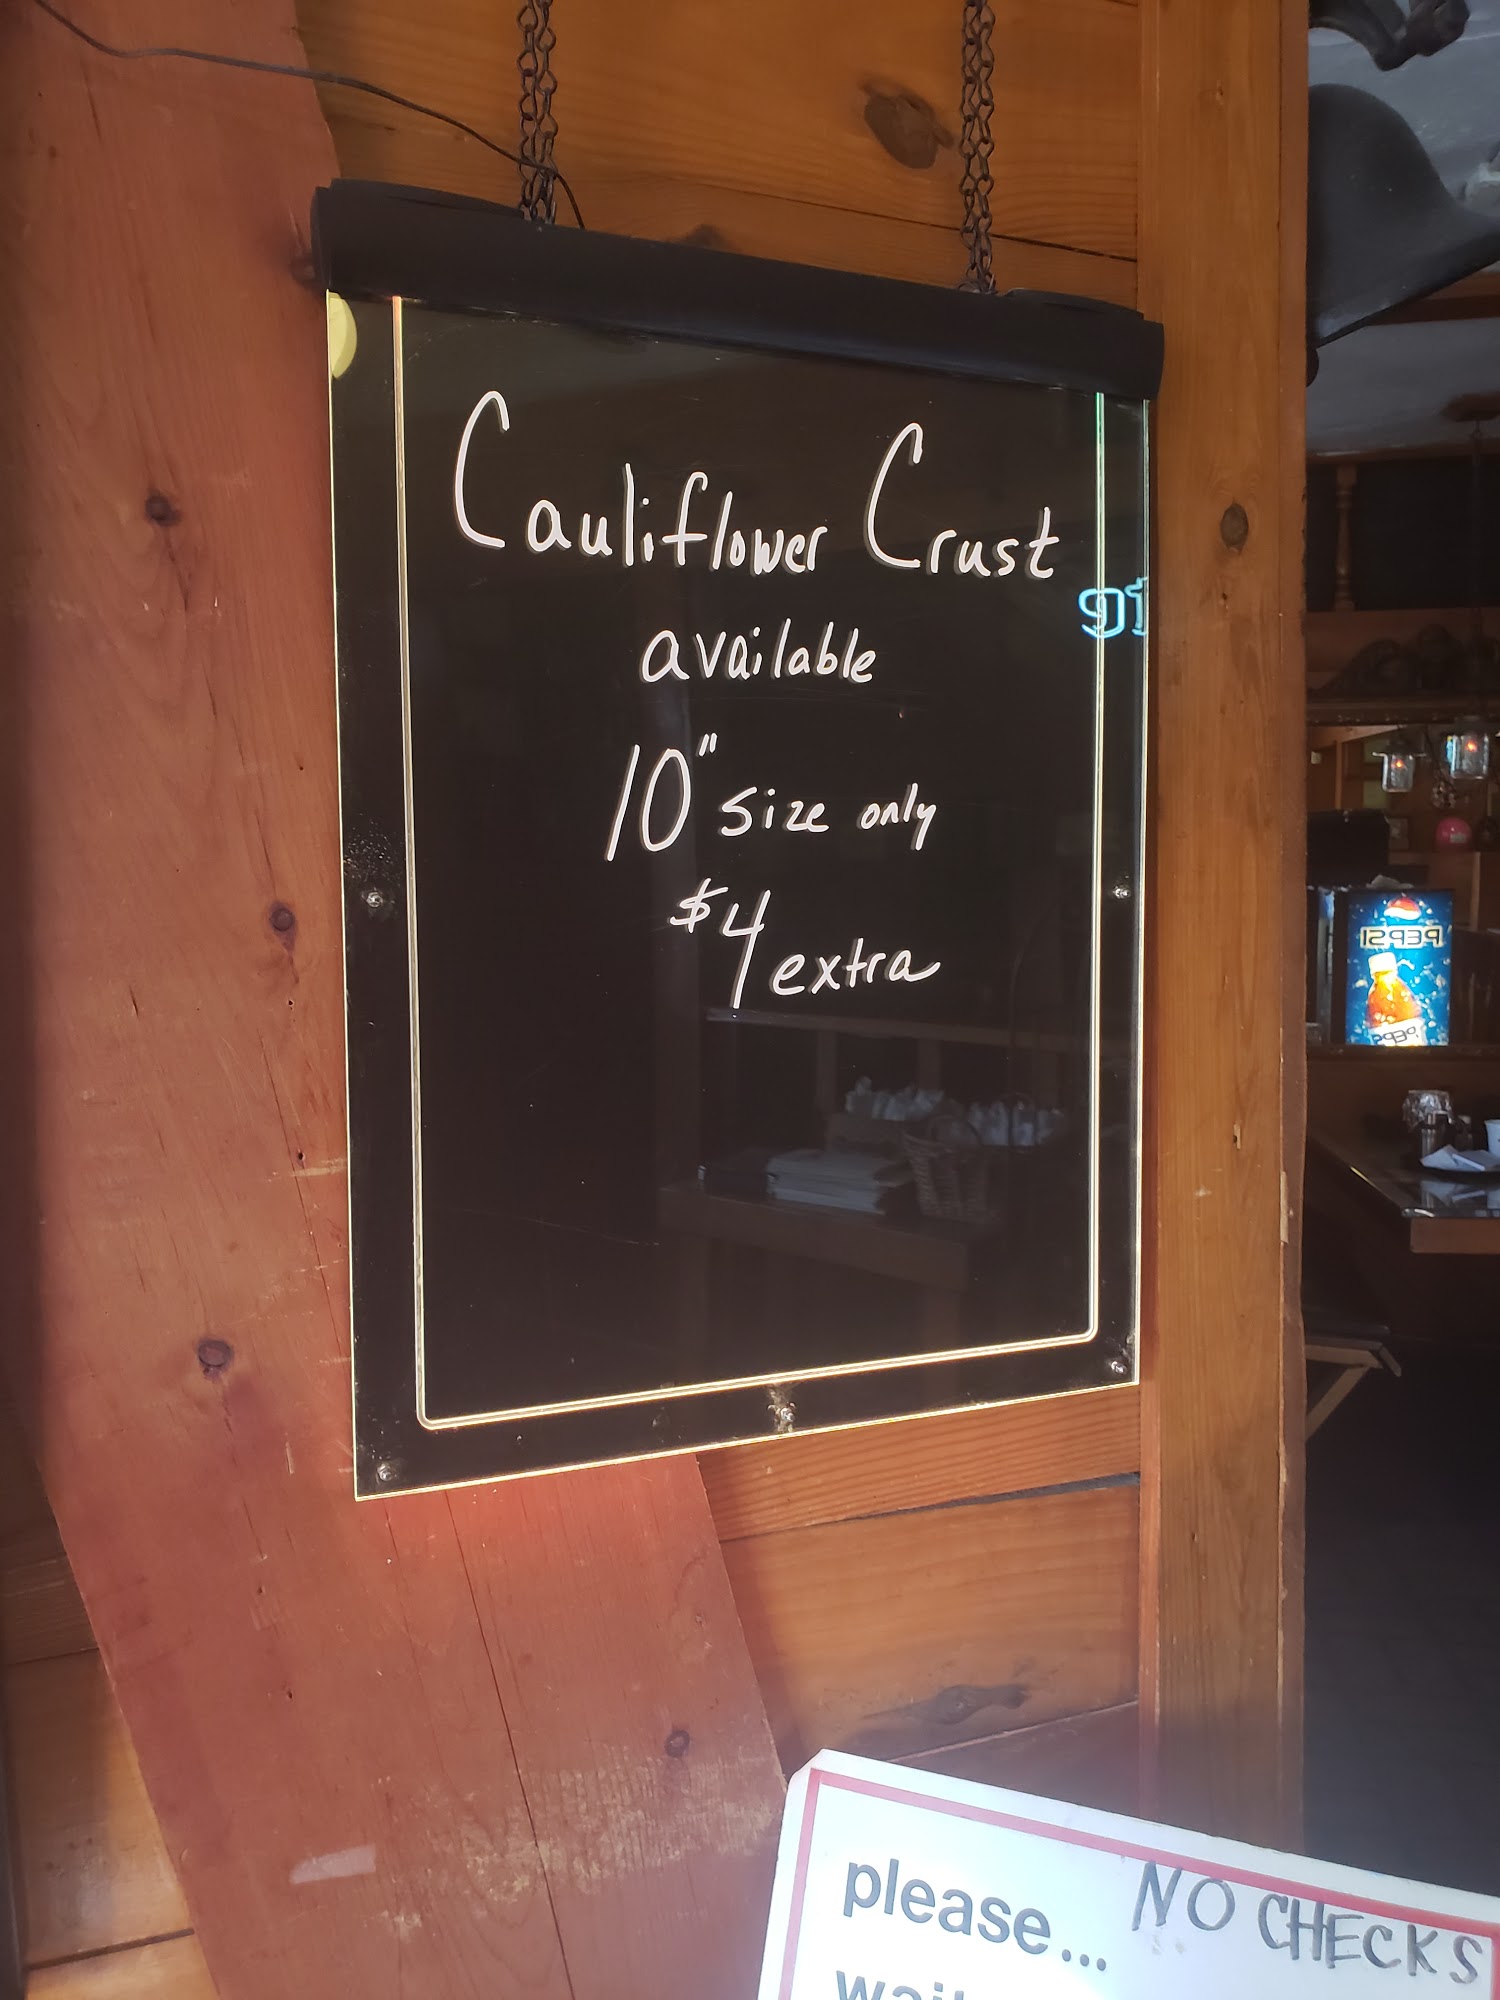 Cauliflower Crust
available
10" size only
$4 extra
PEPSI
please... NO CHECKS